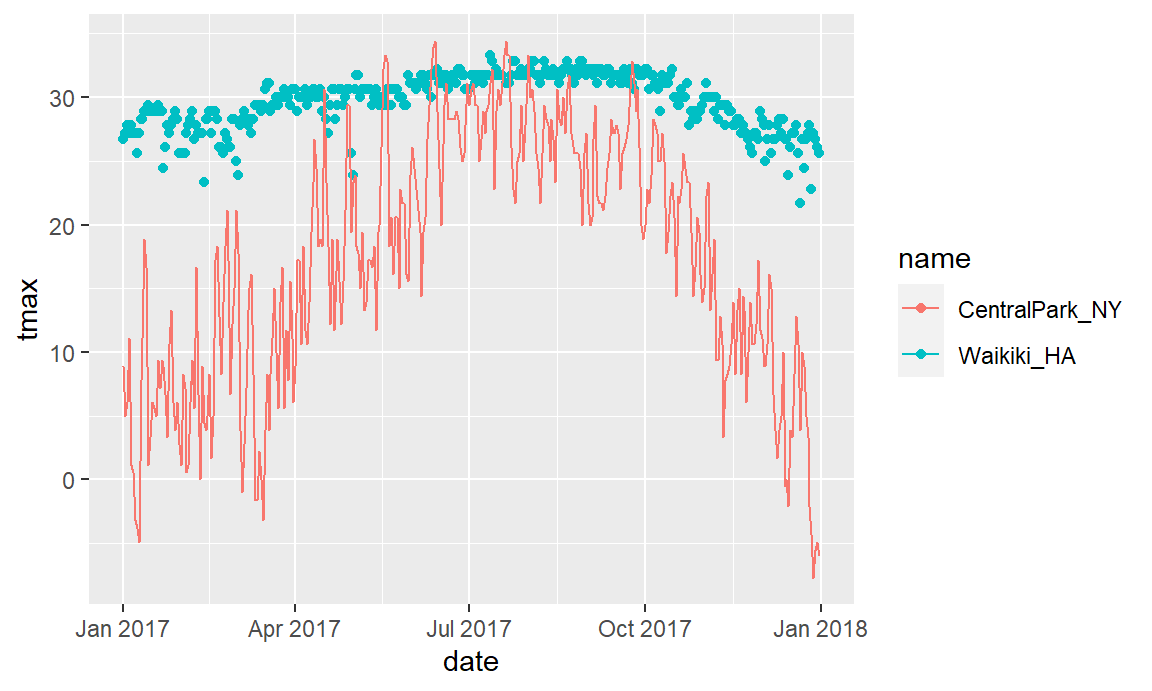 tmax
30
20
10
0
Jan 2017
Apr 2017
Jul 2017
Oct 2017
Jan 2018
date
name
CentralPark_NY
Waikiki_HA